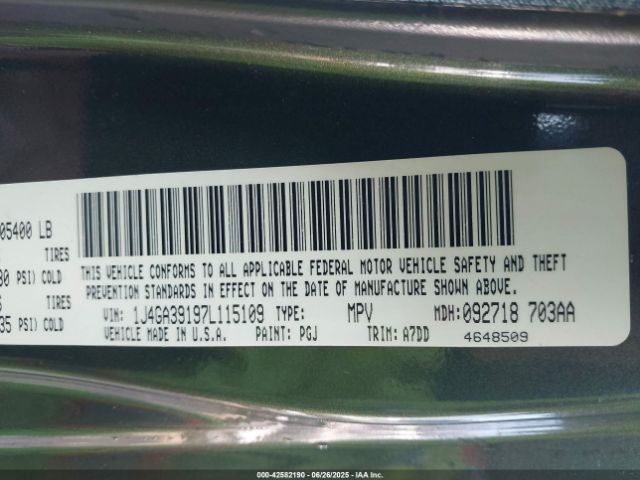 05400 LB
TIRES
PSI) COLD
TIRES
35 PSI) COLD
THIS VEHICLE CONFORMS TO ALL APPLICABLE FEDERAL MOTOR VEHICLE SAFETY AND THEFT
PREVENTION STANDARDS IN EFFECT ON THE DATE OF MANUFACTURE SHOWN ABOVE.
VIN: 1J4GA39197L115109 TYPE: MPV MDH: 092718 703AA
VEHICLE MADE IN U.S.A. PAINT: PGJ TRIM: A7DD 4648509
000-42582190 - 06/26/2025 - IAA Inc.